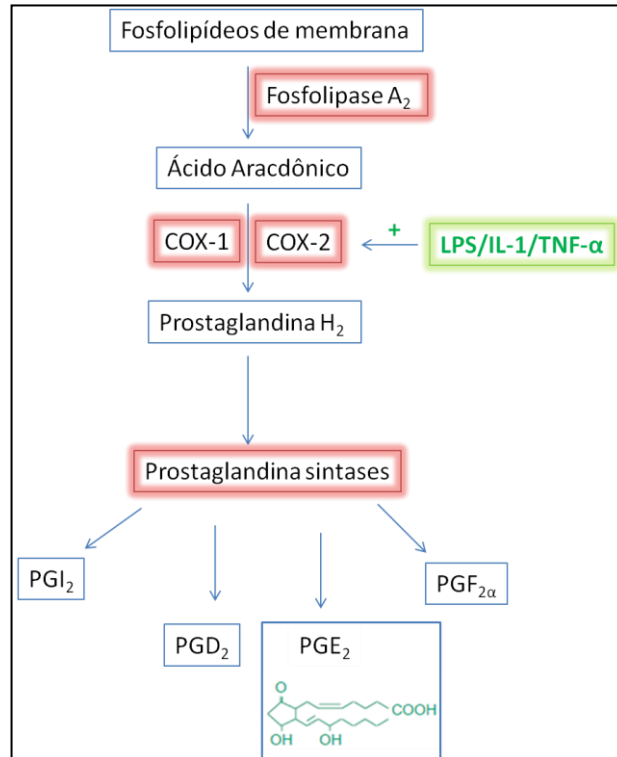 Fosfolipídeos de membrana
Fosfolipase A₂
Ácido Aracdônico
COX-1
COX-2
+
LPS/IL-1/TNF-α
Prostaglandina H₂
Prostaglandina sintases
PGI₂
PGF₂α
PGD₂
PGE₂
O
COOH
OH
OH